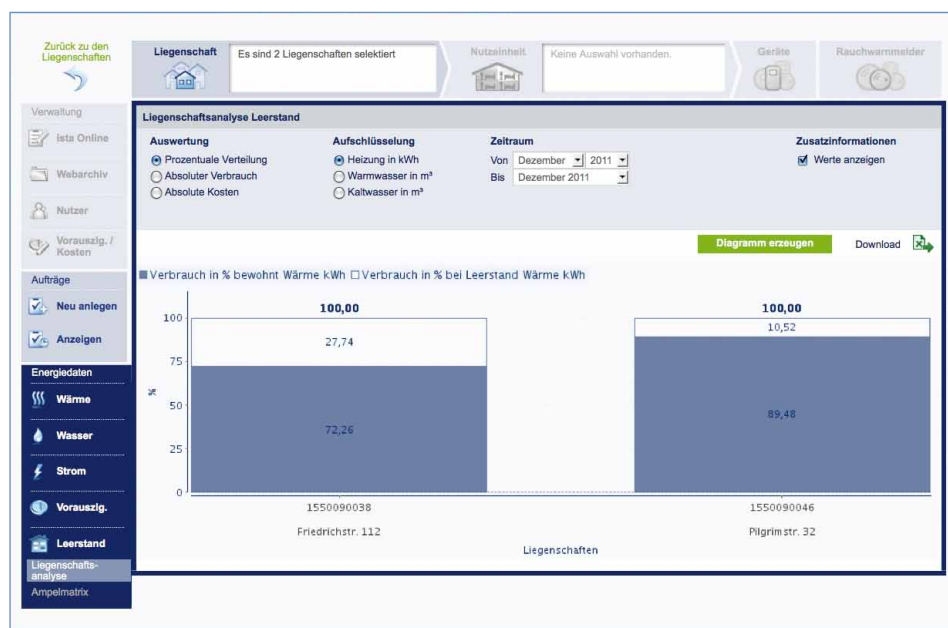 Zurück zu den
Liegenschaften
Liegenschaft
Es sind 2 Liegenschaften selektiert
Nutzeinheit
Keine Auswahl vorhanden.
Geräte
Rauchwarnmelder
Verwaltung
ista Online
Webarchiv
Nutzer
Vorauszlg. /
Kosten
Aufträge
Neu anlegen
Anzeigen
Energiedaten
Wärme
Wasser
Strom
Vorauszlg.
Leerstand
Liegenschafts-
analyse
Ampelmatrix
Liegenschaftsanalyse Leerstand
Auswertung
Prozentuale Verteilung
Absoluter Verbrauch
Absolute Kosten
Aufschlüsselung
Heizung in kWh
Warmwasser in m³
Kaltwasser in m³
Zeitraum
Von Dezember 2011
Bis Dezember 2011
Zusatzinformationen
Werte anzeigen
Diagramm erzeugen
Download
Verbrauch in % bewohnt Wärme kWh Verbrauch in % bei Leerstand Wärme kWh
100,00 100,00
100
27,74 10,52
75
%
50
72,26 89,48
25
0
1550090038 1550090046
Friedrichstr. 112 Pilgrimstr. 32
Liegenschaften